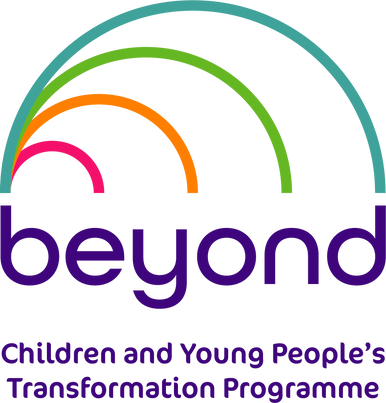 beyond
Children and Young People’s
Transformation Programme